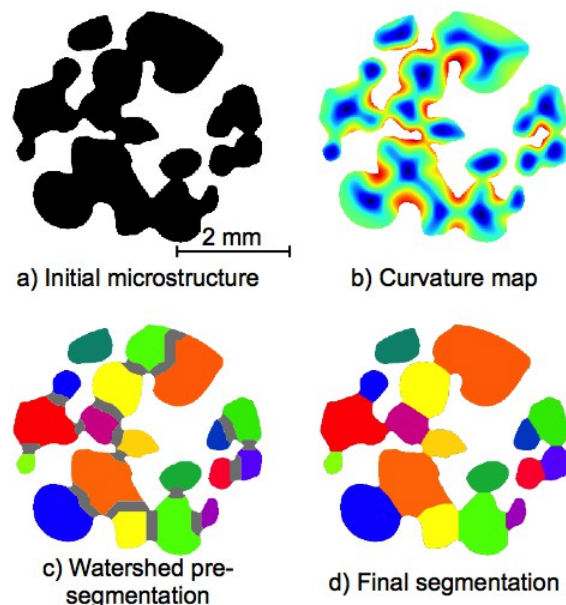 2 mm
a) Initial microstructure
b) Curvature map
c) Watershed pre-
segmentation
d) Final segmentation